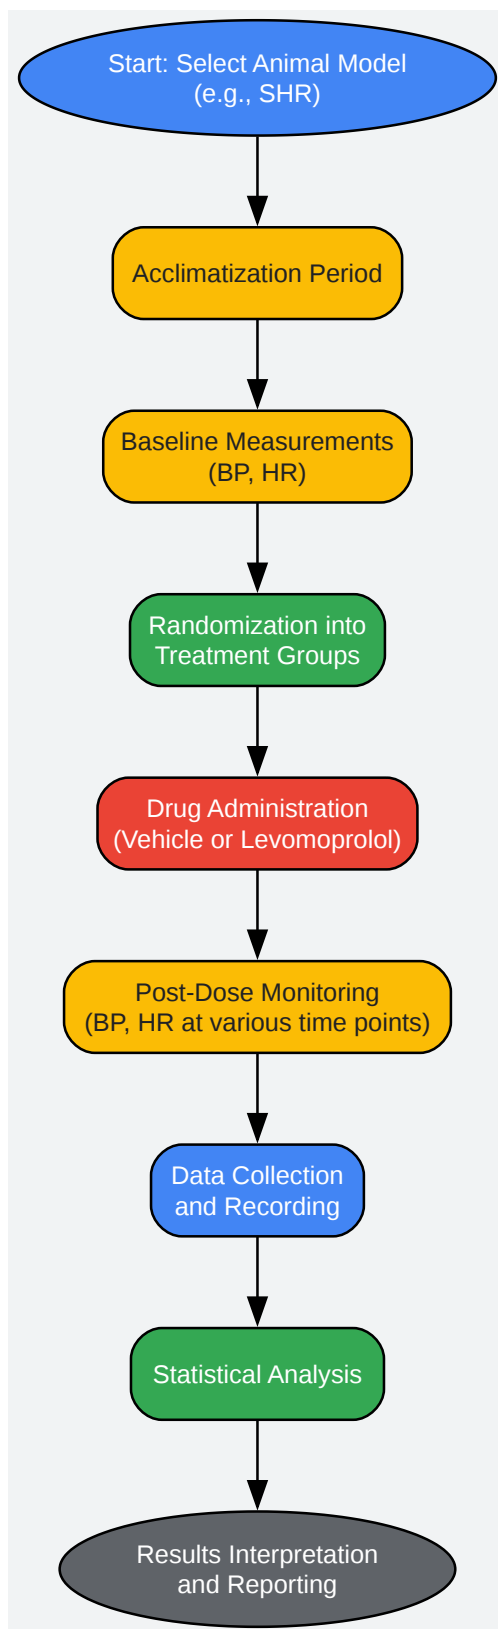 Start: Select Animal Model
(e.g., SHR)
Acclimatization Period
Baseline Measurements
(BP, HR)
Randomization into
Treatment Groups
Drug Administration
(Vehicle or Levomoprolol)
Post-Dose Monitoring
(BP, HR at various time points)
Data Collection
and Recording
Statistical Analysis
Results Interpretation
and Reporting